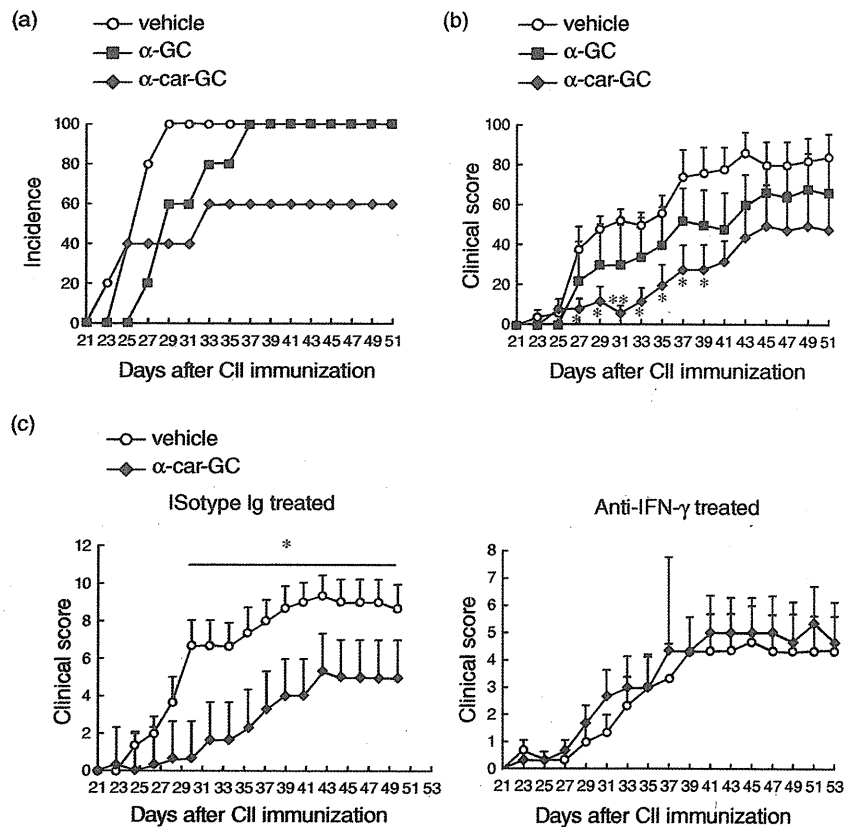 (a)
vehicle
α-GC
α-car-GC
Incidence
100
80
60
40
20
0
21 23 25 27 29 31 33 35 37 39 41 43 45 47 49 51
Days after CII immunization
(b)
vehicle
α-GC
α-car-GC
Clinical score
100
80
60
40
20
0
* * ** * * * *
21 23 25 27 29 31 33 35 37 39 41 43 45 47 49 51
Days after CII immunization
(c)
vehicle
α-car-GC
ISotype Ig treated
*
Clinical score
12
10
8
6
4
2
0
21 23 25 27 29 31 33 35 37 39 41 43 45 47 49 51 53
Days after CII immunization
Anti-IFN-γ treated
Clinical score
8
7
6
5
4
3
2
1
0
21 23 25 27 29 31 33 35 37 39 41 43 45 47 49 51 53
Days after CII immunization